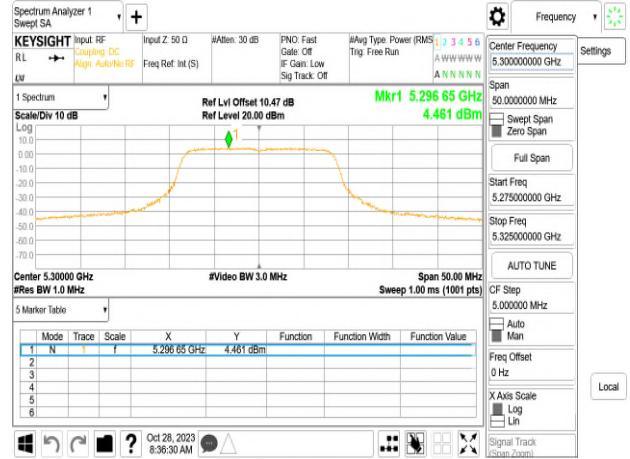 Spectrum Analyzer 1
Swept SA
+
Frequency
KEYSIGHT
Input: RF
Coupling: DC
Align: Auto/No RF
Input Z: 50 Ω
Freq Ref: Int (S)
#Atten: 30 dB
PNO: Fast
Gate: Off
IF Gain: Low
Sig Track: Off
#Avg Type: Power (RMS
Trig: Free Run
1 2 3 4 5 6
A W W W W W
A N N N N N
RL
Center Frequency
5.300000000 GHz
Settings
Span
50.0000000 MHz
Swept Span
Zero Span
Full Span
Start Freq
5.275000000 GHz
Stop Freq
5.325000000 GHz
AUTO TUNE
CF Step
5.000000 MHz
Auto
Man
Freq Offset
0 Hz
X Axis Scale
Log
Lin
Signal Track
(Span Zoom)
Local
1 Spectrum
Scale/Div 10 dB
Ref Lvl Offset 10.47 dB
Ref Level 20.00 dBm
Mkr1 5.296 65 GHz
4.461 dBm
Log
1
10.0
0.00
-10.0
-20.0
-30.0
-40.0
-50.0
-60.0
-70.0
Center 5.30000 GHz
#Res BW 1.0 MHz
#Video BW 3.0 MHz
Span 50.00 MHz
Sweep 1.00 ms (1001 pts)
5 Marker Table
Mode Trace Scale X Y Function Function Width Function Value
1 N 1 f 5.296 65 GHz 4.461 dBm
2
3
4
5
6
?
Oct 28, 2023
8:36:30 AM